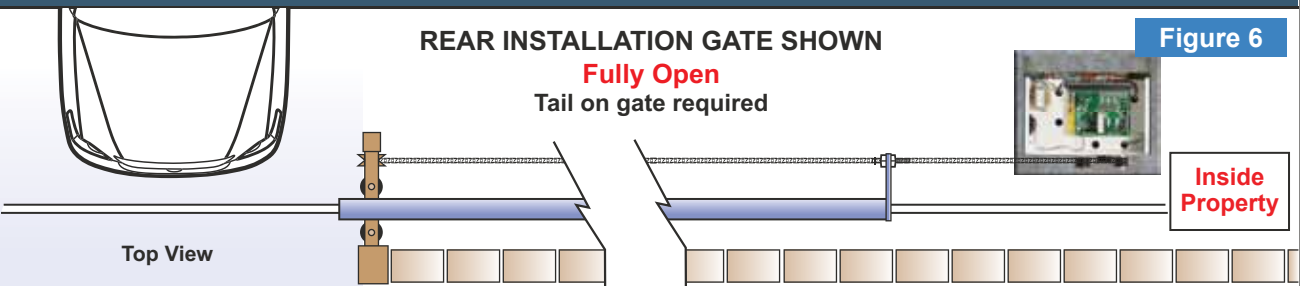 REAR INSTALLATION GATE SHOWN
Figure 6
Fully Open
Tail on gate required
Inside
Property
Top View